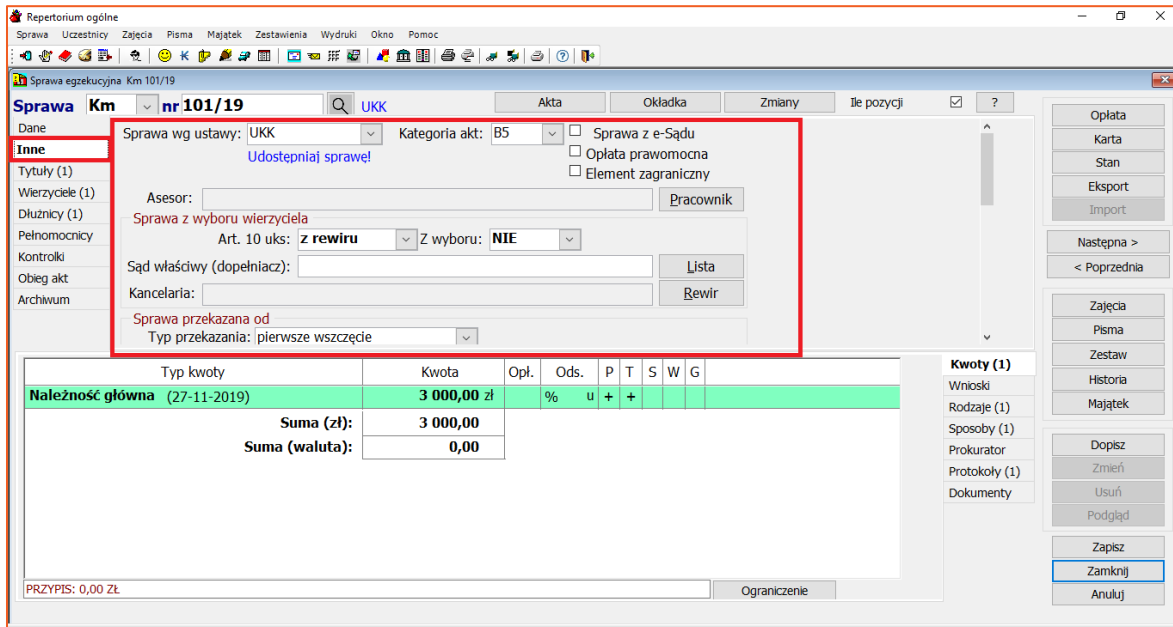 Repertorium ogólne
Sprawa Uczestnicy Zajęcia Pisma Majątek Zestawienia Wydruki Okno Pomoc
Sprawa egzekucyjna Km 101/19
Sprawa Km nr 101/19 UKK Akta Okładka Zmiany Ile pozycji ?
Dane
Inne
Tytuły (1)
Wierzyciele (1)
Dłużnicy (1)
Pełnomocnicy
Kontrolki
Obieg akt
Archiwum
Sprawa wg ustawy: UKK Kategoria akt: B5 Sprawa z e-Sądu
Udostępniaj sprawę! Opłata prawomocna
Element zagraniczny
Asesor: Pracownik
Sprawa z wyboru wierzyciela
Art. 10 uks: z rewiru Z wyboru: NIE
Sąd właściwy (dopełniacz): Lista
Kancelaria: Rewir
Sprawa przekazana od
Typ przekazania: pierwsze wszczęcie
Typ kwoty Kwota Opł. Ods. P T S W G
Należność główna (27-11-2019) 3 000,00 zł % u + +
Suma (zł): 3 000,00
Suma (waluta): 0,00
PRZYPIS: 0,00 ZŁ Ograniczenie
Kwoty (1)
Wnioski
Rodzaje (1)
Sposoby (1)
Prokurator
Protokoły (1)
Dokumenty
Opłata
Karta
Stan
Eksport
Import
Następna >
< Poprzednia
Zajęcia
Pisma
Zestaw
Historia
Majątek
Dopisz
Zmień
Usuń
Podgląd
Zapisz
Zamknij
Anuluj